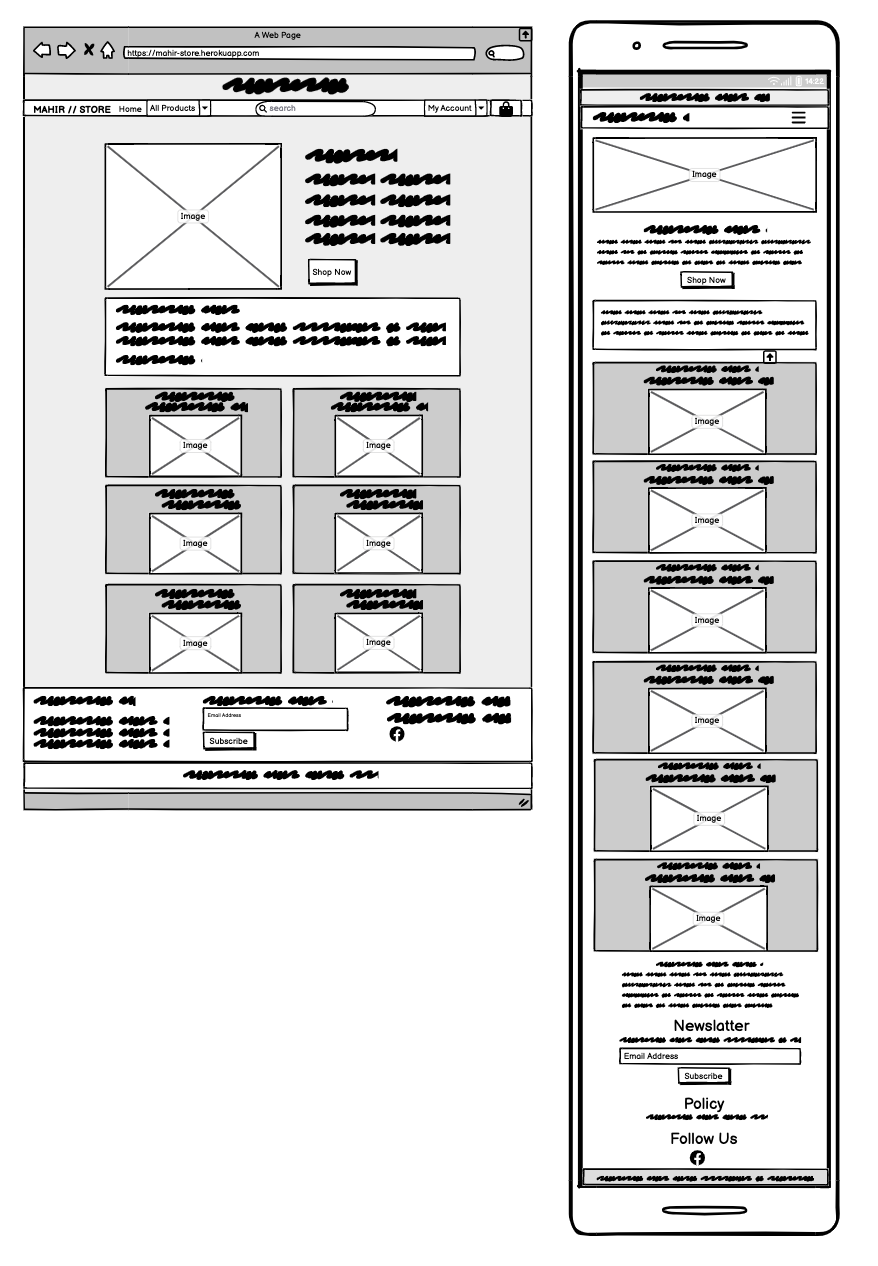 A Web Page
https://mahir-store.herokuapp.com
MAHIR // STORE Home All Products search My Account
Image
Shop Now
Image Image
Image Image
Image Image
Email Address
Subscribe
14:22
Image
Shop Now
Image
Image
Image
Image
Image
Image
Newslatter
Email Address
Subscribe
Policy
Follow Us